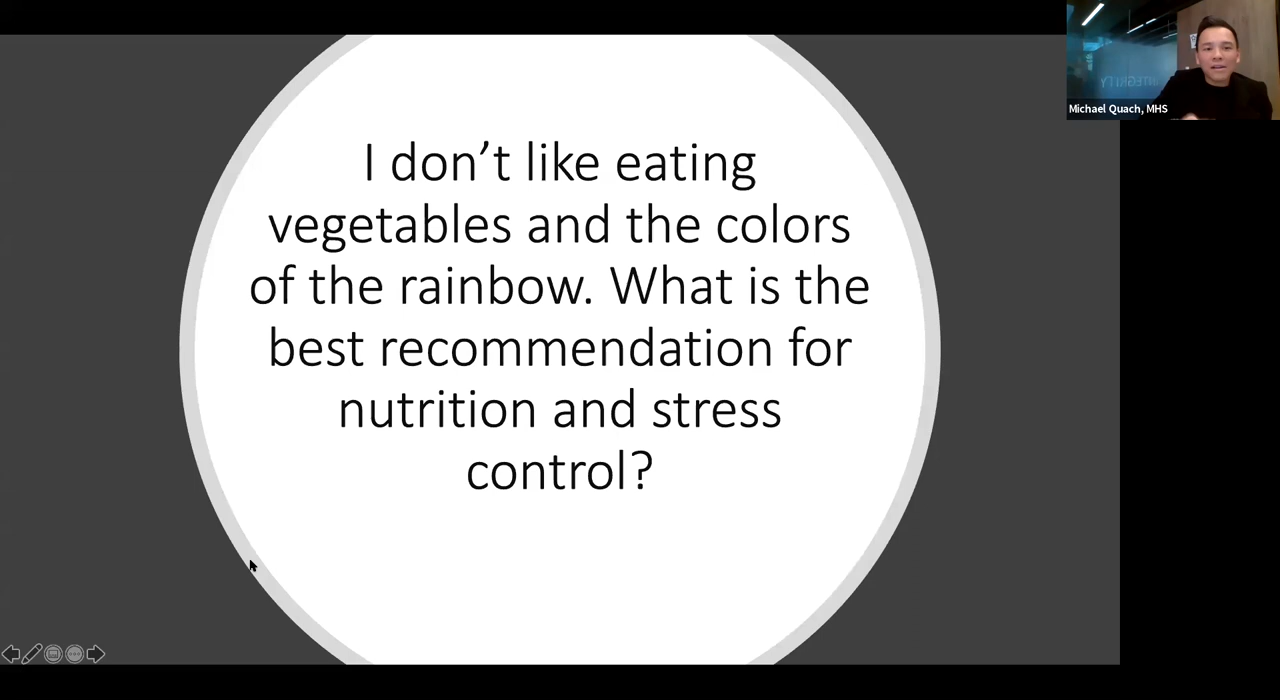 I don’t like eating
vegetables and the colors
of the rainbow. What is the
best recommendation for
nutrition and stress
control?
Michael Quach, MHS